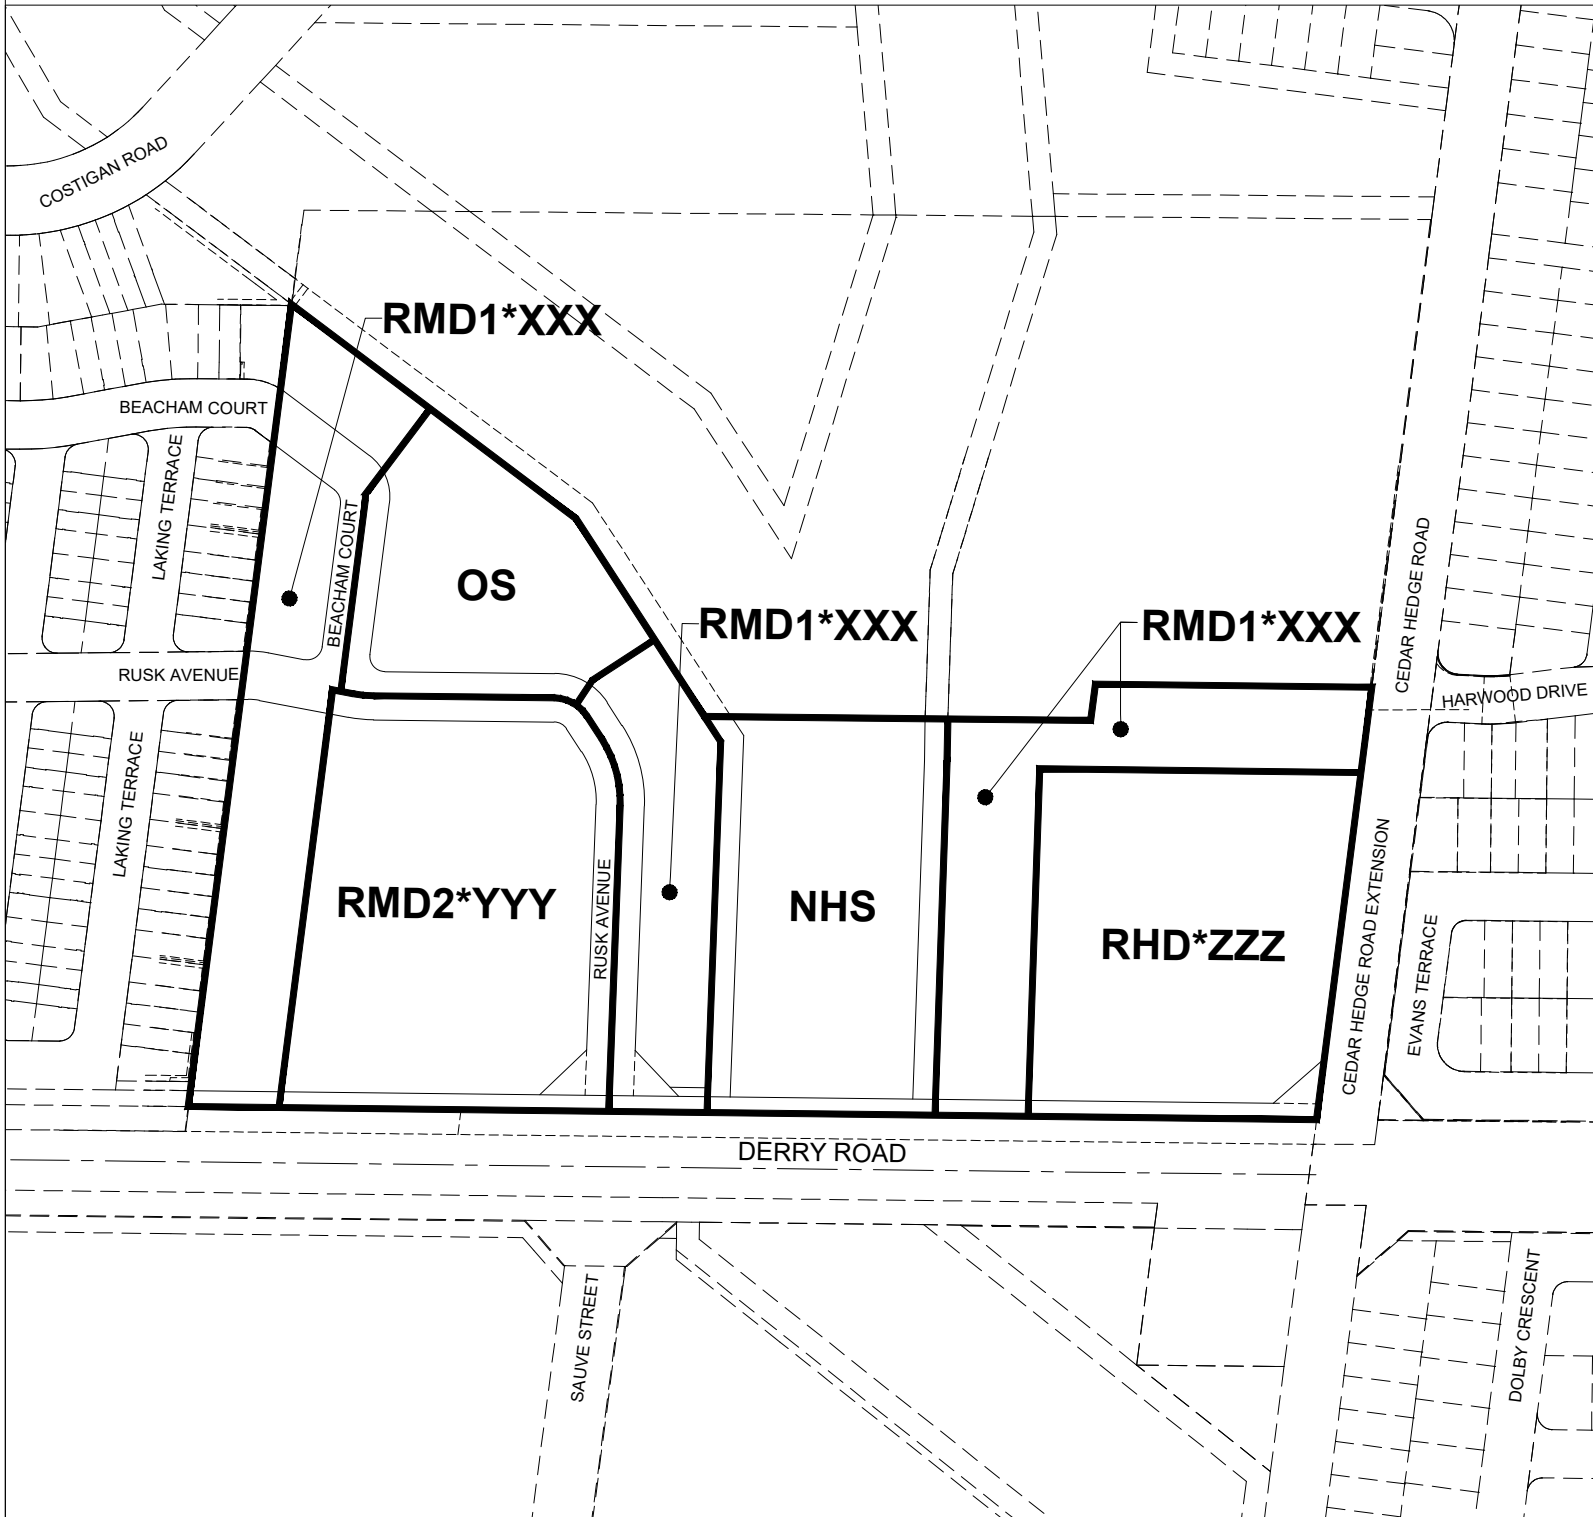 COSTIGAN ROAD
RMD1*XXX
BEACHAM COURT
LAKING TERRACE
BEACHAM COURT
OS
CEDAR HEDGE ROAD
RMD1*XXX
RMD1*XXX
RUSK AVENUE
HARWOOD DRIVE
LAKING TERRACE
RMD2*YYY
RUSK AVENUE
NHS
RHD*ZZZ
CEDAR HEDGE ROAD EXTENSION
EVANS TERRACE
DERRY ROAD
SAUVE STREET
DOLBY CRESCENT